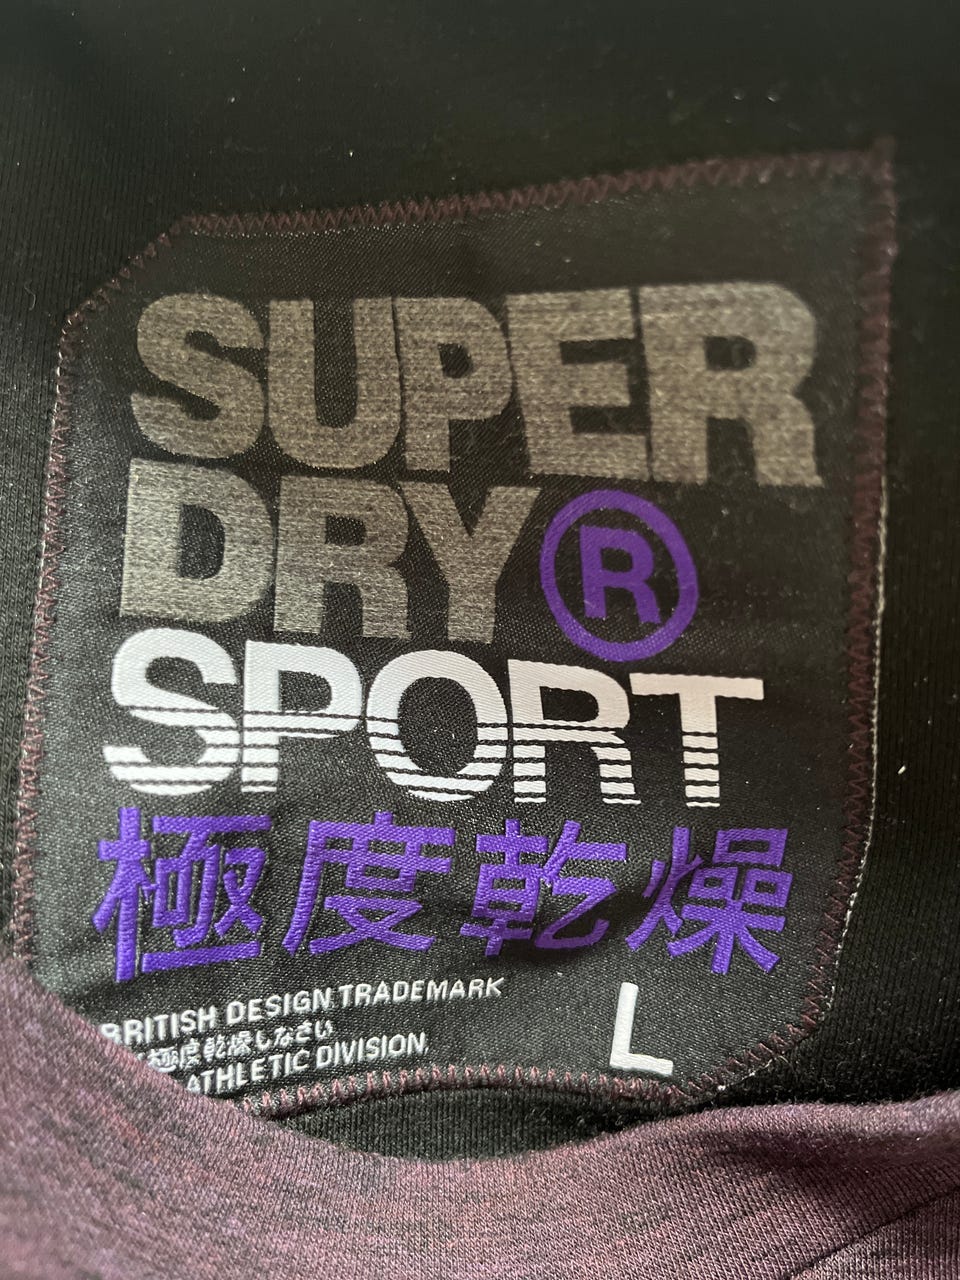 SUPER
DRY®
SPORT
極度乾燥
BRITISH DESIGN TRADEMARK
極度乾燥しなさい
ATHLETIC DIVISION
L